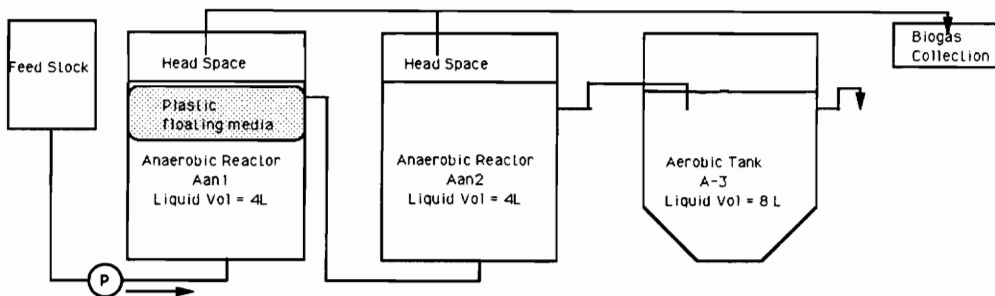 Feed Stock
Head Space
Plastic
floating media
Anaerobic Reactor
Aan1
Liquid Vol = 4L
P
Head Space
Anaerobic Reactor
Aan2
Liquid Vol = 4L
Aerobic Tank
A-3
Liquid Vol = 8 L
Biogas
Collection